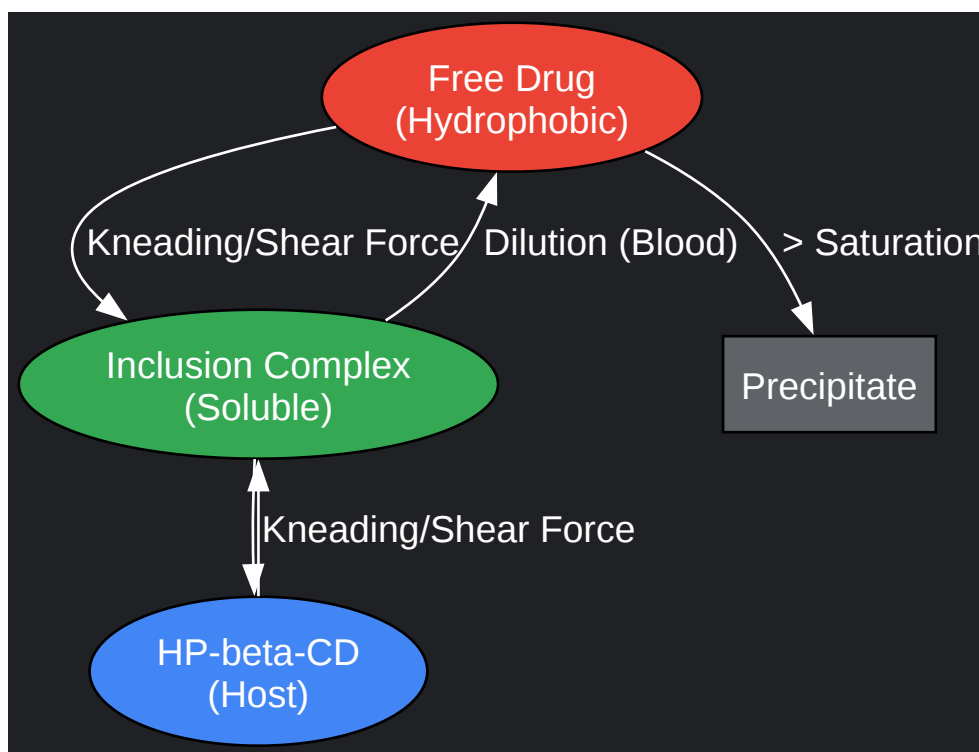 Free Drug
(Hydrophobic)
Kneading/Shear Force
Dilution (Blood)
> Saturation
Inclusion Complex
(Soluble)
Precipitate
Kneading/Shear Force
HP-beta-CD
(Host)